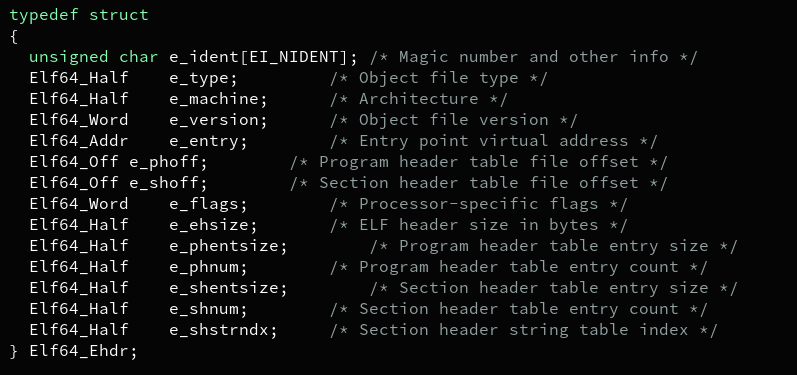 typedef struct
{
  unsigned char e_ident[EI_NIDENT]; /* Magic number and other info */
  Elf64_Half    e_type;         /* Object file type */
  Elf64_Half    e_machine;      /* Architecture */
  Elf64_Word    e_version;      /* Object file version */
  Elf64_Addr    e_entry;        /* Entry point virtual address */
  Elf64_Off e_phoff;        /* Program header table file offset */
  Elf64_Off e_shoff;        /* Section header table file offset */
  Elf64_Word    e_flags;        /* Processor-specific flags */
  Elf64_Half    e_ehsize;       /* ELF header size in bytes */
  Elf64_Half    e_phentsize;        /* Program header table entry size */
  Elf64_Half    e_phnum;        /* Program header table entry count */
  Elf64_Half    e_shentsize;        /* Section header table entry size */
  Elf64_Half    e_shnum;        /* Section header table entry count */
  Elf64_Half    e_shstrndx;     /* Section header string table index */
} Elf64_Ehdr;